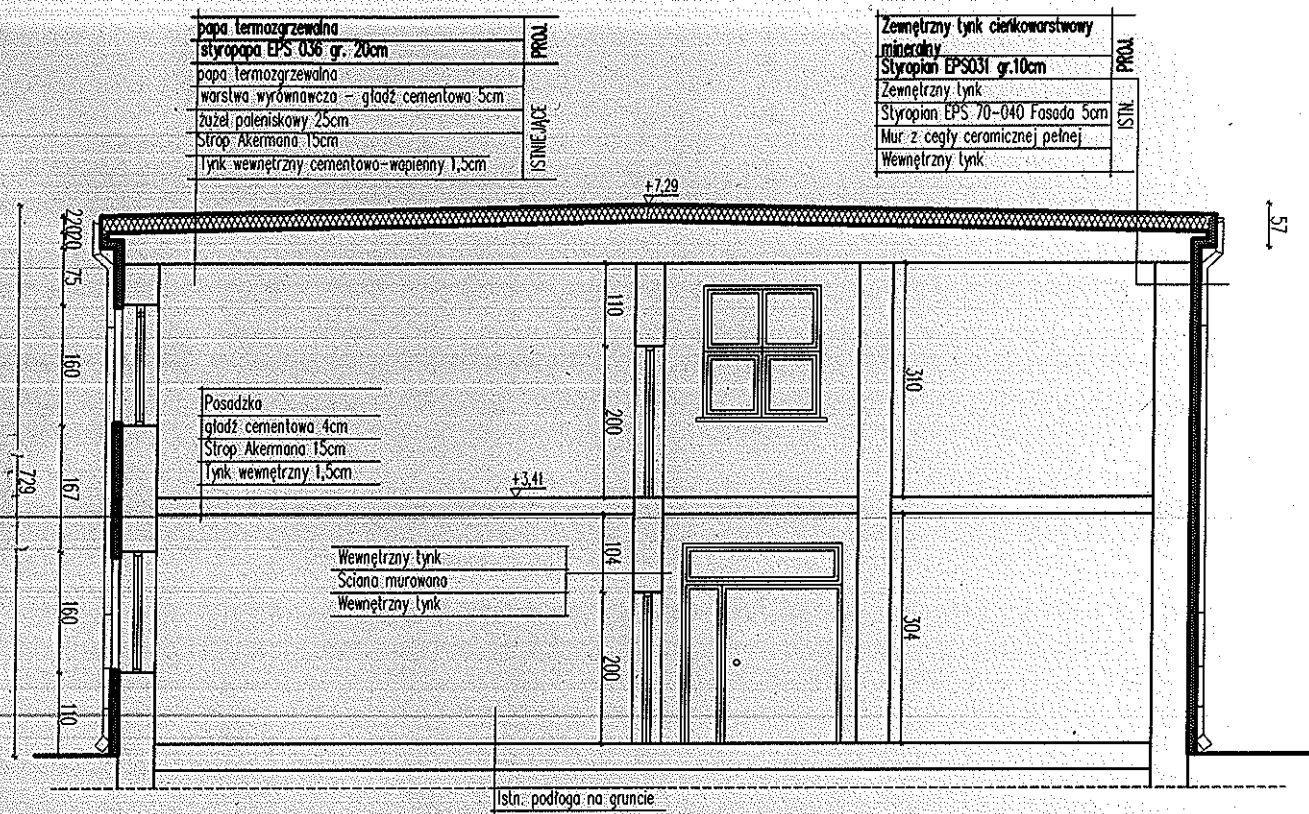 papa termozgrzewalna
styropapa EPS 036 gr. 20cm
PROJ.
papa termozgrzewalna
warstwa wyrównawcza – gładź cementowa 5cm
żużel paleniskowy 25cm
Strop Akermana 15cm
Tynk wewnętrzny cementowo-wapienny 1,5cm
ISTNIEJĄCE
Zewnętrzny tynk cieńkowarstwowy
mineralny
Styropian EPS031 gr.10cm
PROJ.
Zewnętrzny tynk
Styropian EPS 70-040 Fasada 5cm
Mur z cegły ceramicznej pełnej
Wewnętrzny tynk
ISTN.
+7,29
57
75
160
167
160
110
729
110
200
310
Posadzka
gładź cementowa 4cm
Strop Akermana 15cm
Tynk wewnętrzny 1,5cm
+3,41
104
200
304
Wewnętrzny tynk
Ściana murowana
Wewnętrzny tynk
Istn. podłoga na gruncie